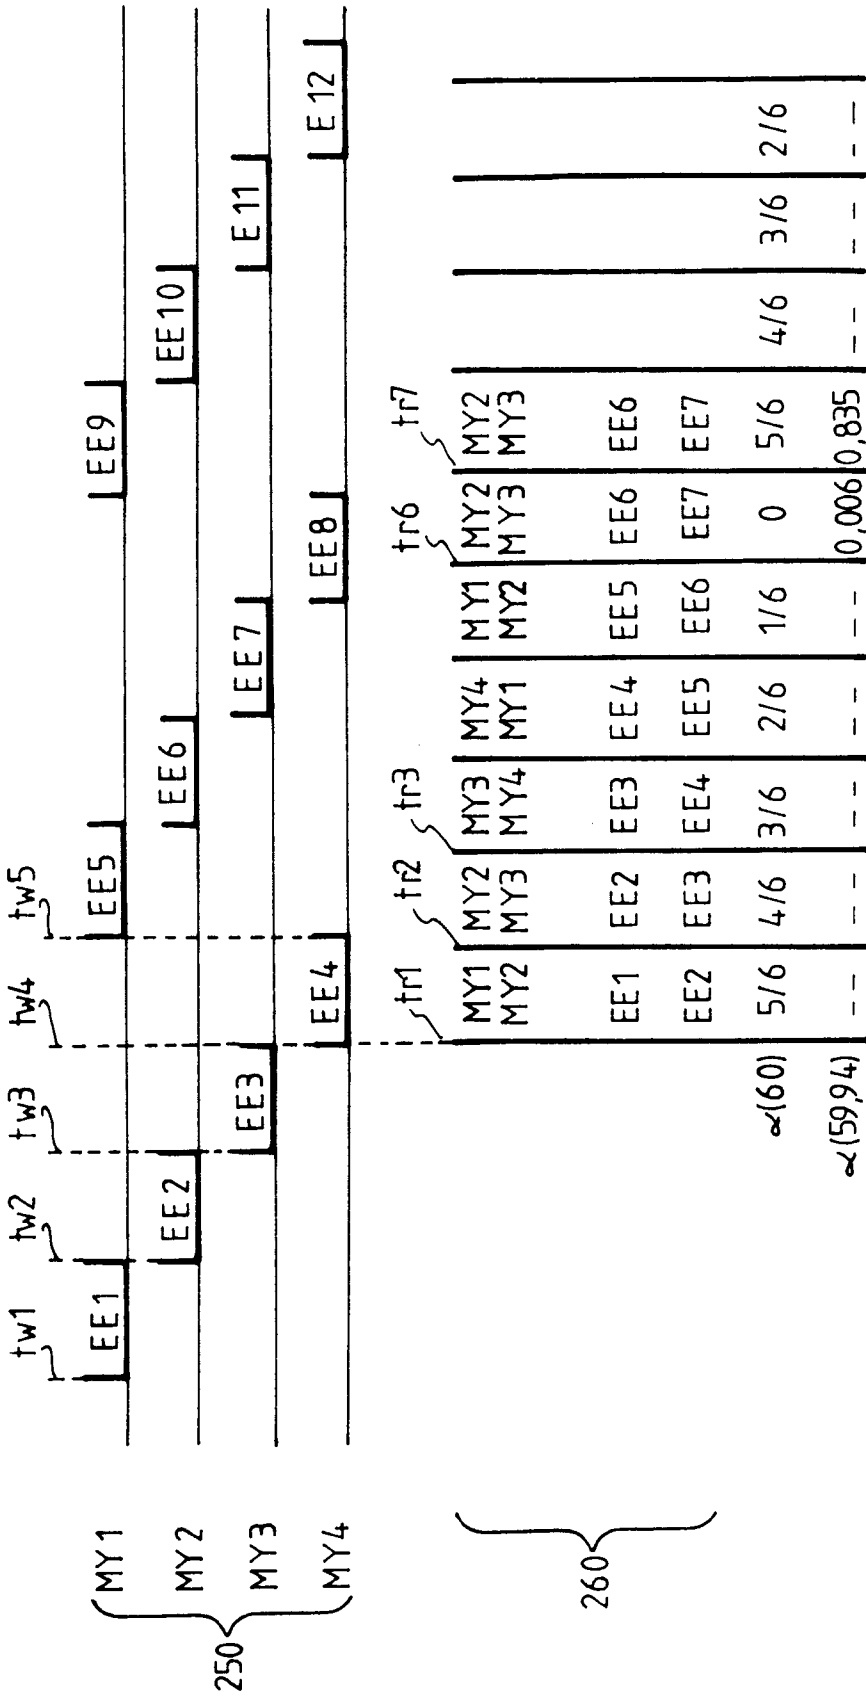 tw1 tw2 tw3 tw4 tw5
MY1 EE1 EE5 EE9
MY2 EE2 EE6 EE10
250
MY3 EE3 EE7 E11
MY4 EE4 EE8 E12
tr1 tr2 tr3 tr6 tr7
MY1 MY2 MY3 MY4 MY1 MY2 MY2
MY2 MY3 MY4 MY1 MY2 MY3 MY3
260
EE1 EE2 EE3 EE4 EE5 EE6 EE6
EE2 EE3 EE4 EE5 EE6 EE7 EE7
α(60) 5/6 4/6 3/6 2/6 1/6 0 5/6 4/6 3/6 2/6
α(59,94) -- -- -- -- -- 0,006 0,835 -- -- --